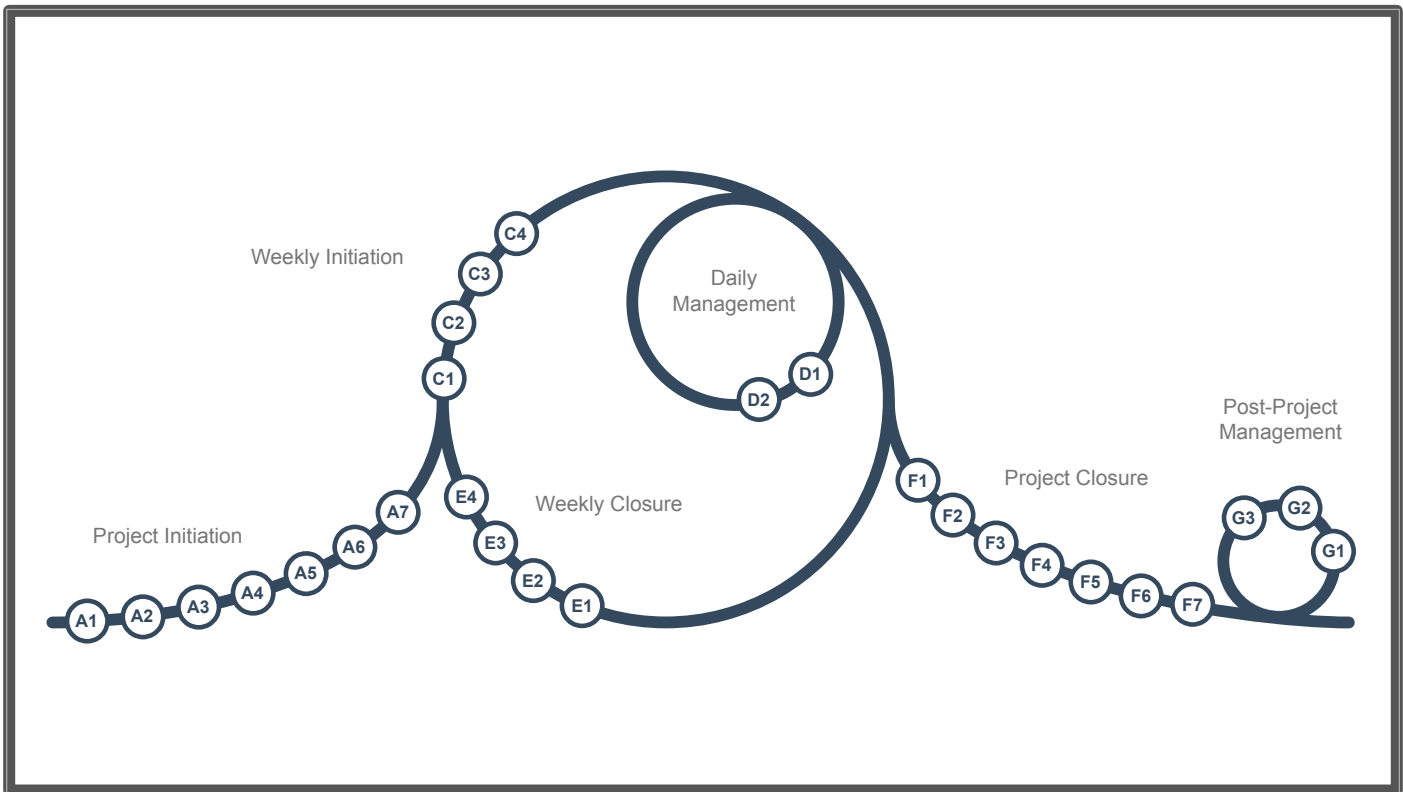 Project Initiation
A1
A2
A3
A4
A5
A6
A7
Weekly Initiation
C1
C2
C3
C4
Daily
Management
D1
D2
Weekly Closure
E1
E2
E3
E4
Project Closure
F1
F2
F3
F4
F5
F6
F7
Post-Project
Management
G1
G2
G3